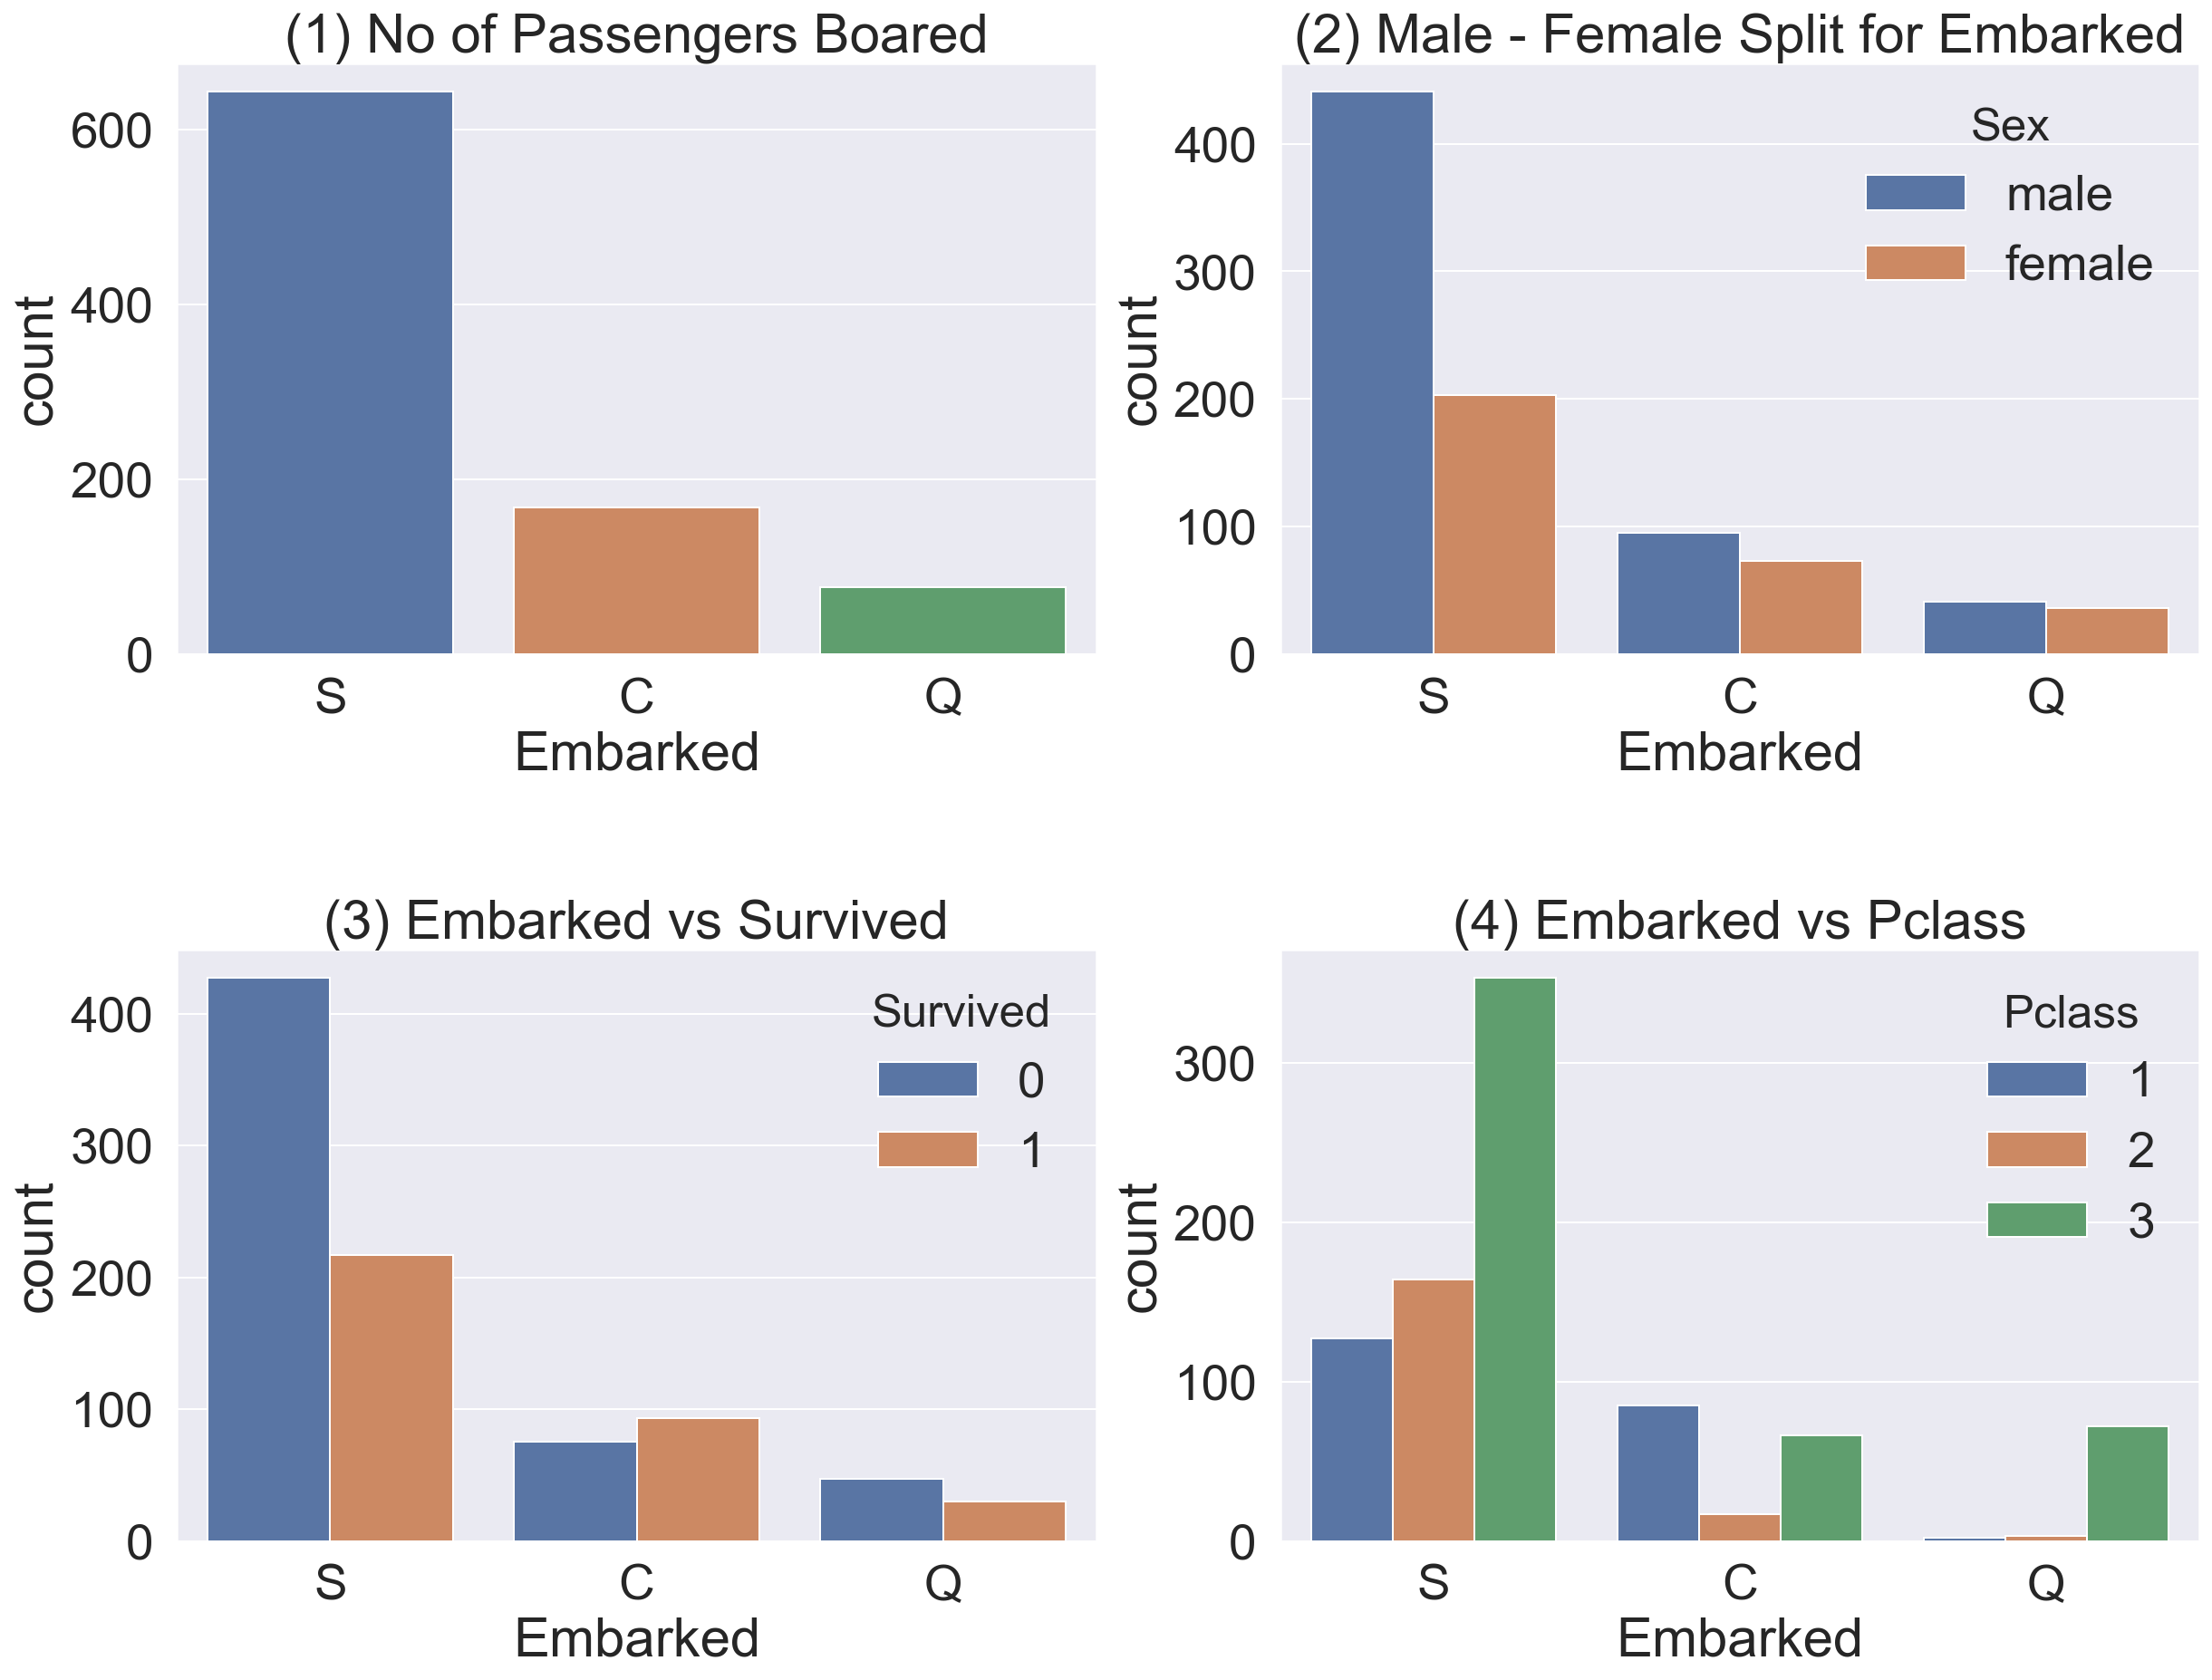 (1) No of Passengers Boared
600
400
200
0
count
S
C
Q
Embarked
(2) Male - Female Split for Embarked
400
300
200
100
0
count
Sex
male
female
S
C
Q
Embarked
(3) Embarked vs Survived
400
300
200
100
0
count
Survived
0
1
S
C
Q
Embarked
(4) Embarked vs Pclass
300
200
100
0
count
Pclass
1
2
3
S
C
Q
Embarked